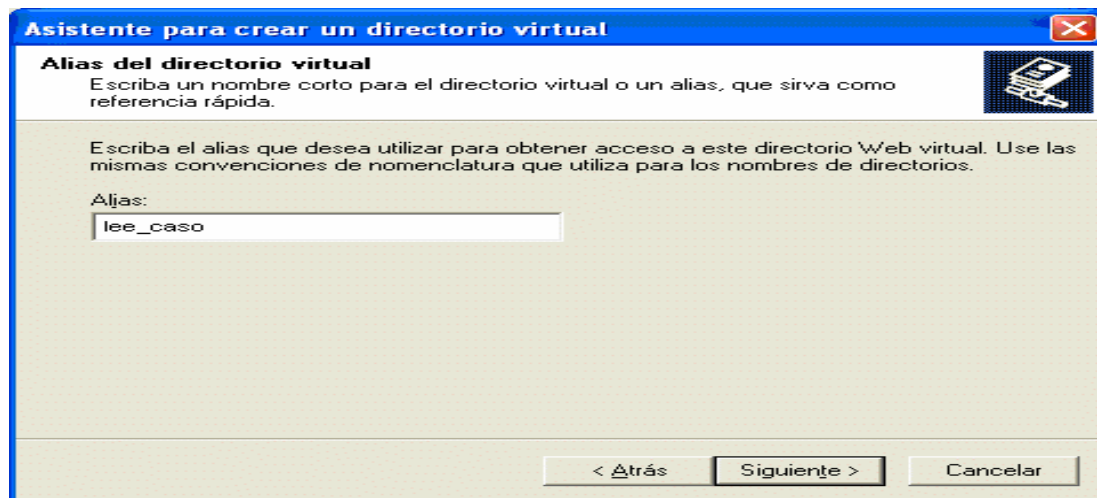 Asistente para crear un directorio virtual
Alias del directorio virtual
Escriba un nombre corto para el directorio virtual o un alias, que sirva como
referencia rápida.
Escriba el alias que desea utilizar para obtener acceso a este directorio Web virtual. Use las
mismas convenciones de nomenclatura que utiliza para los nombres de directorios.
Alias:
lee_caso
< Atrás
Siguiente >
Cancelar